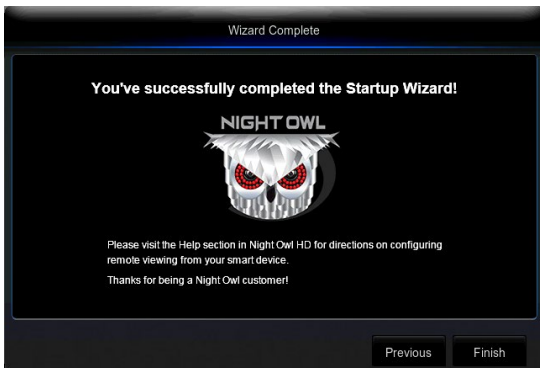 Wizard Complete
You've successfully completed the Startup Wizard!
NIGHT OWL
Please visit the Help section in Night Owl HD for directions on configuring
remote viewing from your smart device.
Thanks for being a Night Owl customer!
Previous Finish